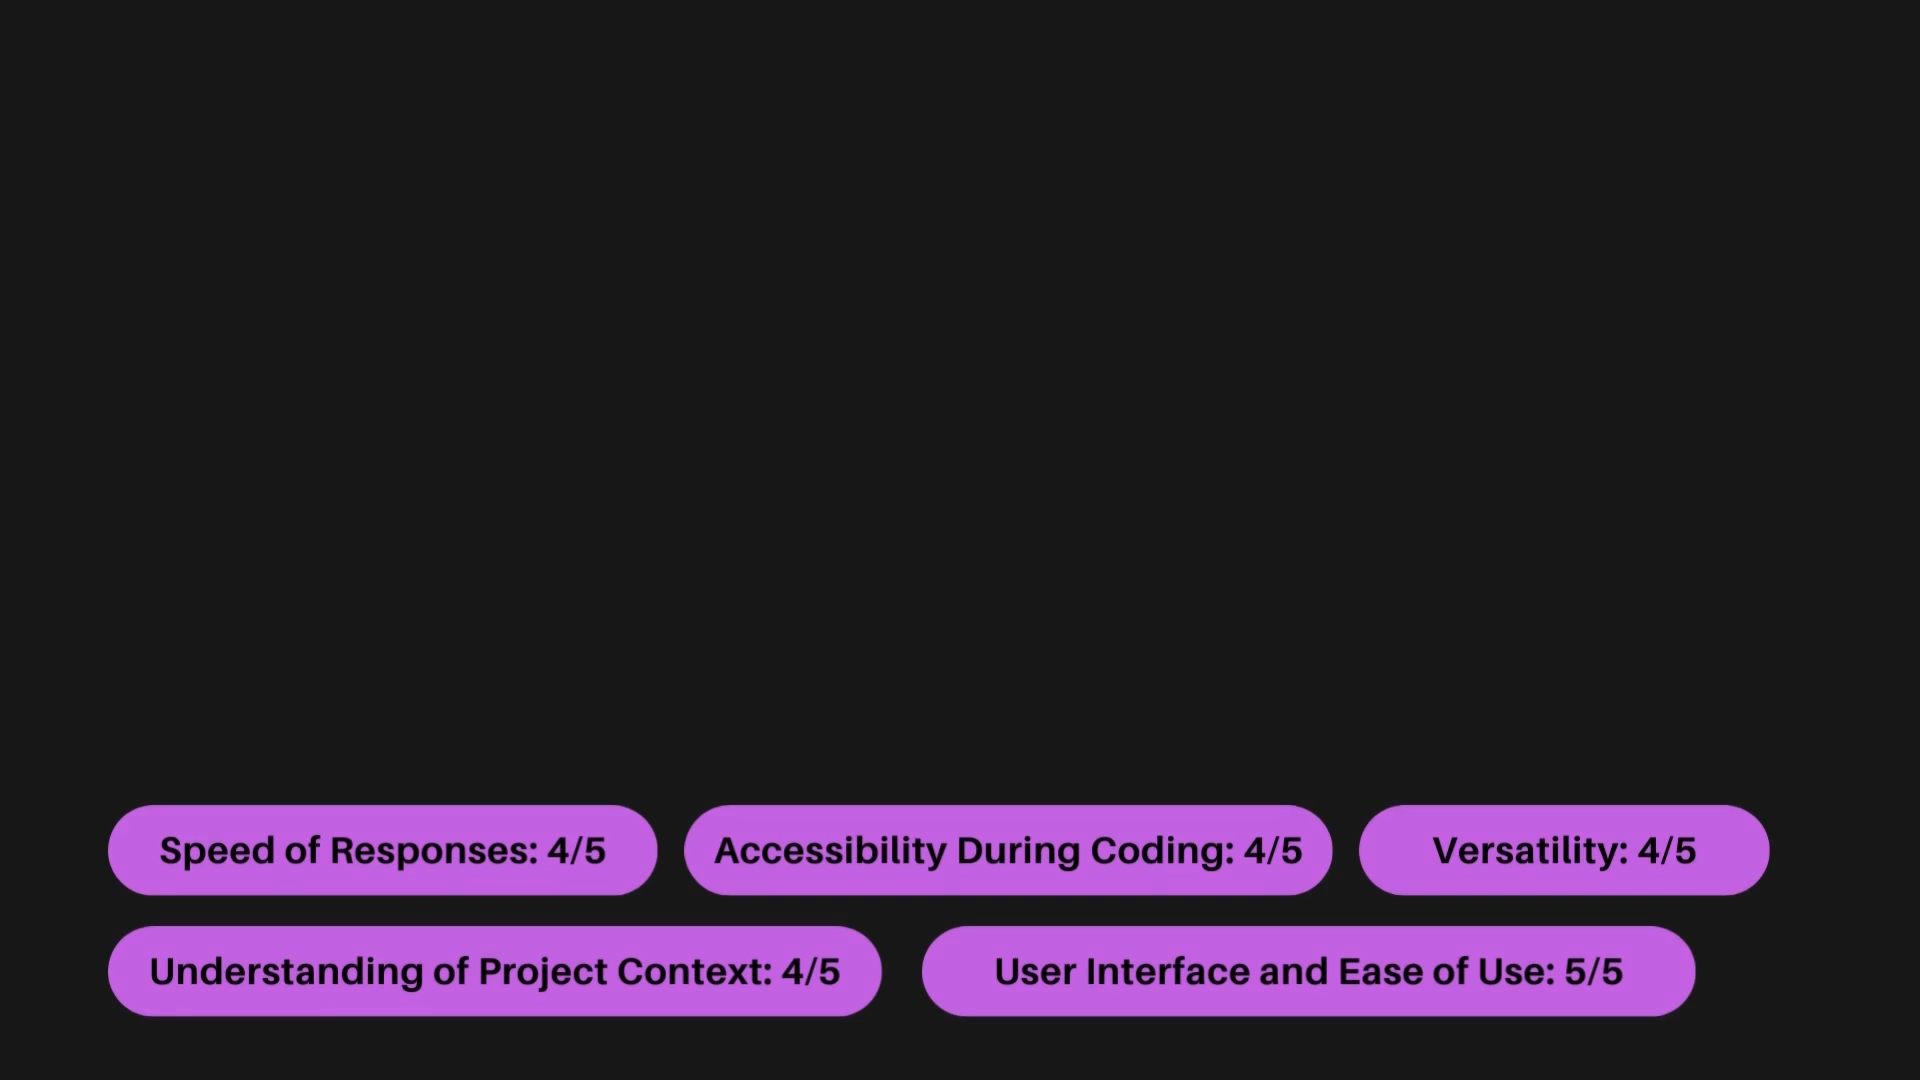 Speed of Responses: 4/5
Accessibility During Coding: 4/5
Versatility: 4/5
Understanding of Project Context: 4/5
User Interface and Ease of Use: 5/5